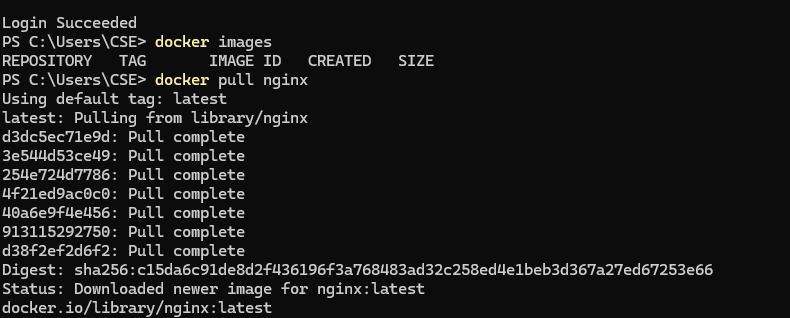 Login Succeeded
PS C:\Users\CSE> docker images
REPOSITORY   TAG       IMAGE ID   CREATED   SIZE
PS C:\Users\CSE> docker pull nginx
Using default tag: latest
latest: Pulling from library/nginx
d3dc5ec71e9d: Pull complete
3e544d53ce49: Pull complete
254e724d7786: Pull complete
4f21ed9ac0c0: Pull complete
40a6e9f4e456: Pull complete
913115292750: Pull complete
d38f2ef2d6f2: Pull complete
Digest: sha256:c15da6c91de8d2f436196f3a768483ad32c258ed4e1beb3d367a27ed67253e66
Status: Downloaded newer image for nginx:latest
docker.io/library/nginx:latest